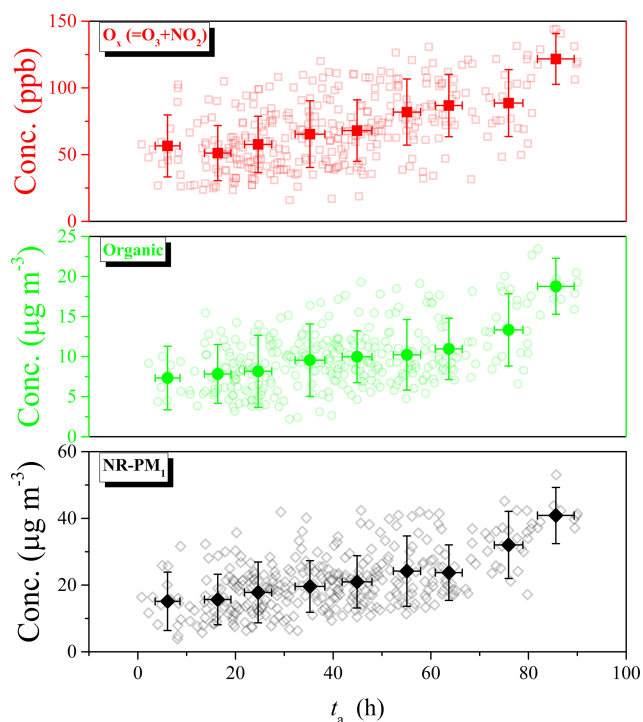 Oₓ (=O₃+NO₂)
150
100
50
0
Conc. (ppb)
Organic
25
20
15
10
5
0
Conc. (µg m⁻³)
NR-PM₁
60
40
20
0
Conc. (µg m⁻³)
0 20 40 60 80 100
tₐ (h)